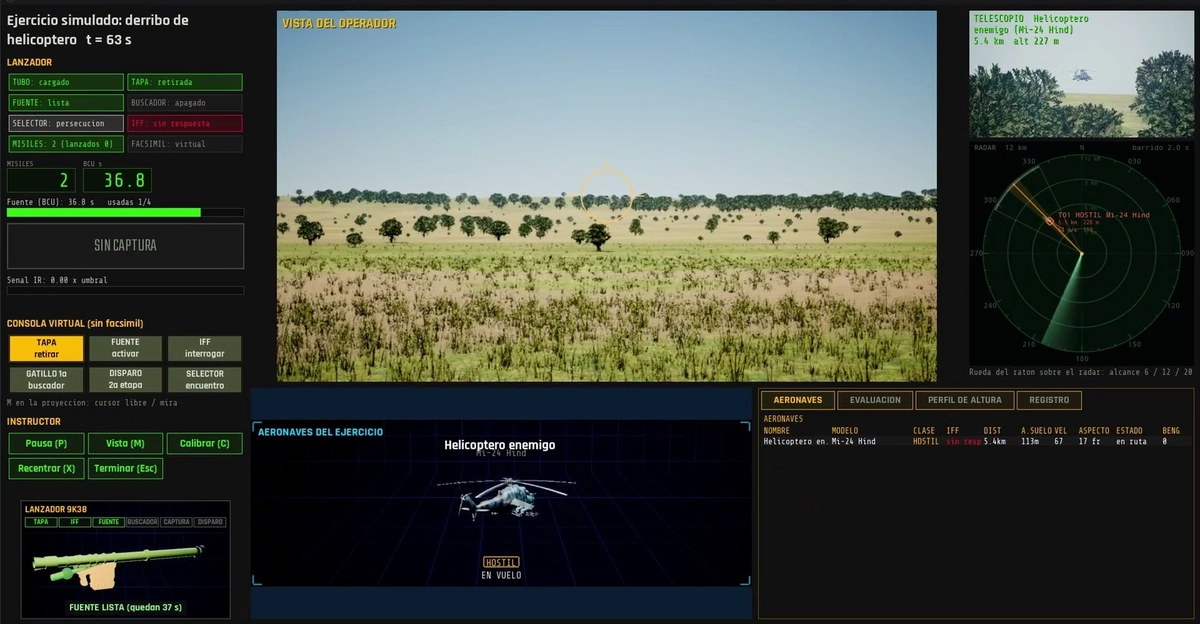 Ejercicio simulado: derribo de
helicoptero t = 63 s
LANZADOR
TUBO: cargado
TAPA: retirada
FUENTE: lista
BUSCADOR: apagado
SELECTOR: persecucion
IFF: sin respuesta
MISILES: 2 (lanzados 0)
FACSIMIL: virtual
MISILES
BCU s
2
36.8
Fuente (BCU): 36.8 s usadas 1/4
SIN CAPTURA
Senal IR: 0.00 x umbral
CONSOLA VIRTUAL (sin facsimil)
TAPA
retirar
FUENTE
activar
IFF
interrogar
GATILLO 1a
buscador
DISPARO
2a etapa
SELECTOR
encuentro
M en la proyeccion: cursor libre / mira
INSTRUCTOR
Pausa (P)
Vista (M)
Calibrar (C)
Recentrar (X)
Terminar (Esc)
LANZADOR 9K38
TAPA
IFF
FUENTE
BUSCADOR
CAPTURA
DISPARO
FUENTE LISTA (quedan 37 s)
VISTA DEL OPERADOR
AERONAVES DEL EJERCICIO
Helicoptero enemigo
Mi-24 Hind
HOSTIL
EN VUELO
TELESCOPIO Helicoptero
enemigo (Mi-24 Hind)
5.4 km alt 227 m
RADAR 12 km
N
barrido 2.0 s
330
030
300
060
T01 HOSTIL Mi-24 Hind
270
090
240
120
210
150
180
Rueda del raton sobre el radar: alcance 6 / 12 / 20
AERONAVES
EVALUACION
PERFIL DE ALTURA
REGISTRO
AERONAVES
NOMBRE MODELO CLASE IFF DIST A.SUELO VEL ASPECTO ESTADO BENG
Helicoptero en. Mi-24 Hind HOSTIL sin resp 5.4km 113m 67 17 fr en ruta 0